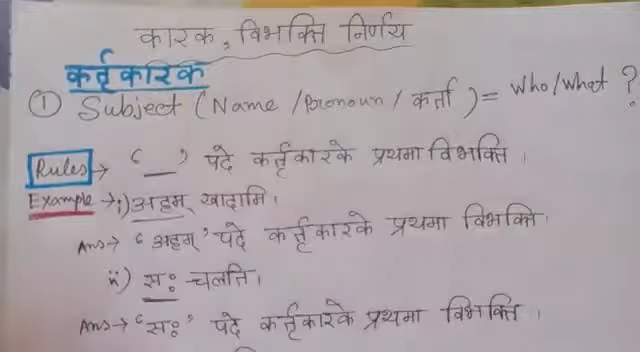 कारक, विभक्ति निर्णय
कर्तृकारक
① Subject (Name /Pronoun / कर्ता ) = Who/What ?
Rules → ‘ __ ’ पदे कर्तृकारके प्रथमा विभक्ति ।
Example → i) अहम् खादामि ।
Ans → ‘ अहम् ’ पदे कर्तृकारके प्रथमा विभक्ति ।
ii) सः चलति ।
Ans → ‘ सः ’ पदे कर्तृकारके प्रथमा विभक्ति ।